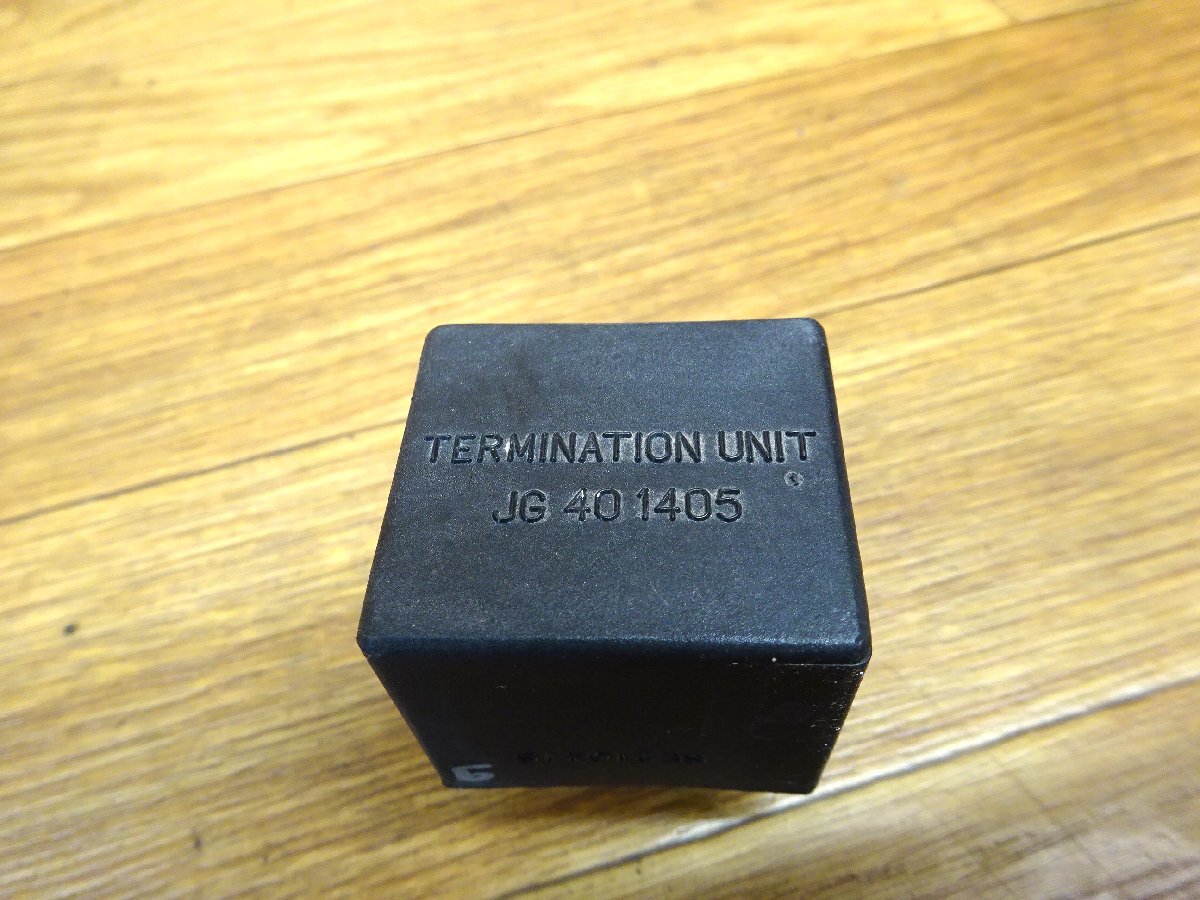 TERMINATION UNIT
JG 40 1405